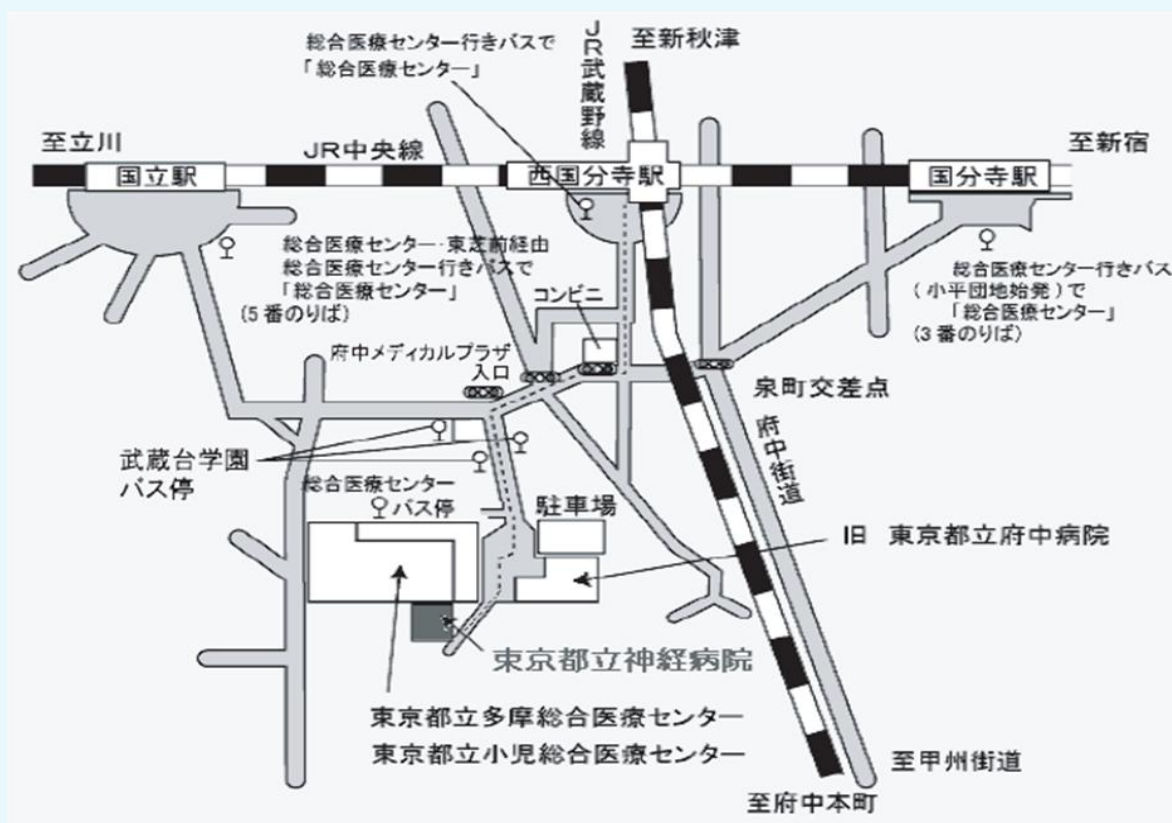 総合医療センター行きバスで
「総合医療センター」
JR武蔵野線
至新秋津
至立川
JR中央線
至新宿
国立駅
西国分寺駅
国分寺駅
総合医療センター・東芝前経由
総合医療センター行きバスで
「総合医療センター」
(5番のりば)
総合医療センター行きバス
(小平団地始発)で
「総合医療センター」
(3番のりば)
コンビニ
府中メディカルプラザ
入口
泉町交差点
府中街道
武蔵台学園
バス停
総合医療センター
バス停
駐車場
旧 東京都立府中病院
東京都立神経病院
東京都立多摩総合医療センター
東京都立小児総合医療センター
至甲州街道
至府中本町